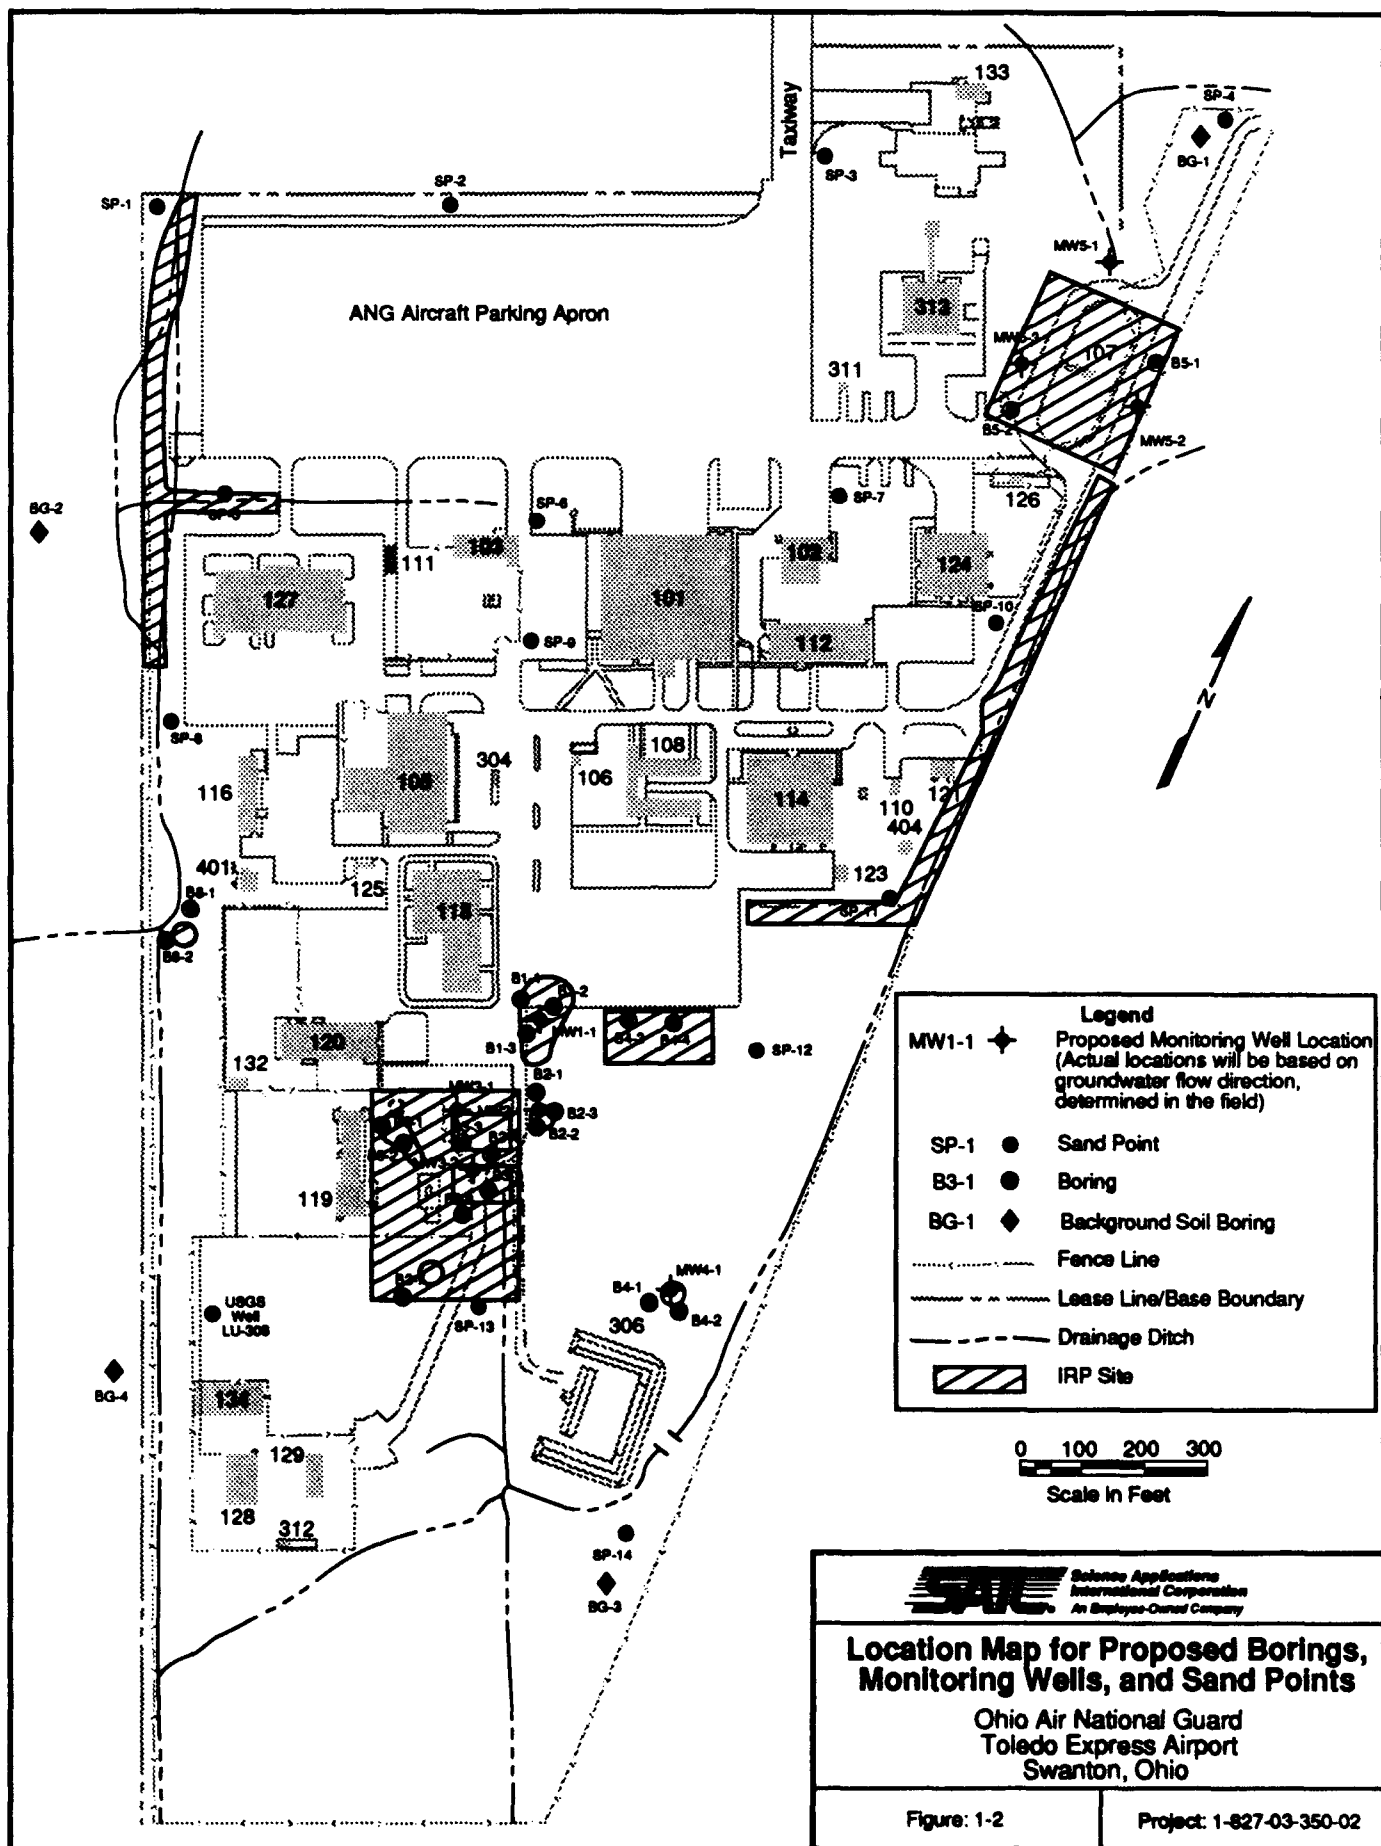 133
SP-4
Taxiway
BG-1
SP-3
SP-2
SP-1
MW5-1
313
ANG Aircraft Parking Apron
107
B5-1
311
B5-2
MW5-2
SP-6
SP-7
126
BG-2
103
102
111
124
127
101
SP-10
112
SP-9
SP-8
108
304
106
116
114
110
121
404
401
125
123
B6-1
118
SP-11
B6-2
B1-1
MW1-1
B1-3
120
SP-12
132
B2-1
B2-3
B2-2
119
N
MW4-1
B4-1
B4-2
306
SP-13
USGS
Well
LU-308
BG-4
134
129
128
312
SP-14
BG-3
Legend
MW1-1 Proposed Monitoring Well Location
(Actual locations will be based on
groundwater flow direction,
determined in the field)
SP-1 Sand Point
B3-1 Boring
BG-1 Background Soil Boring
Fence Line
Lease Line/Base Boundary
Drainage Ditch
IRP Site
0 100 200 300
Scale in Feet
SAIC
Science Applications
International Corporation
An Employee-Owned Company
Location Map for Proposed Borings,
Monitoring Wells, and Sand Points
Ohio Air National Guard
Toledo Express Airport
Swanton, Ohio
Figure: 1-2
Project: 1-827-03-350-02